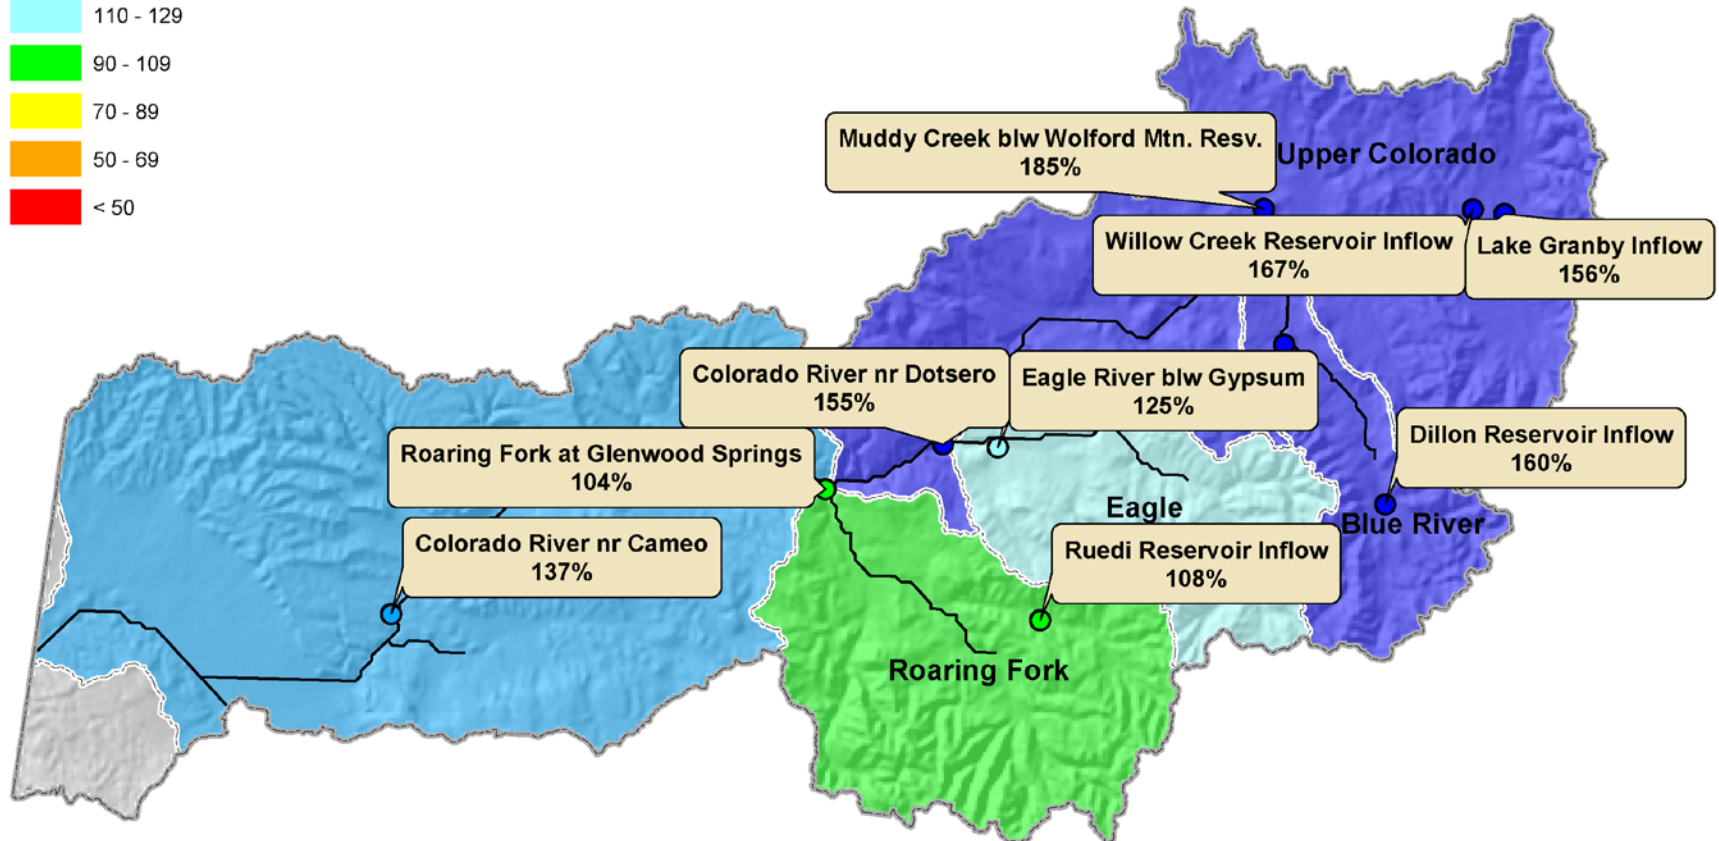 110 - 129
90 - 109
70 - 89
50 - 69
< 50
Muddy Creek blw Wolford Mtn. Resv.
185%
Upper Colorado
Willow Creek Reservoir Inflow
167%
Lake Granby Inflow
156%
Colorado River nr Dotsero
155%
Eagle River blw Gypsum
125%
Dillon Reservoir Inflow
160%
Roaring Fork at Glenwood Springs
104%
Eagle
Blue River
Colorado River nr Cameo
137%
Ruedi Reservoir Inflow
108%
Roaring Fork